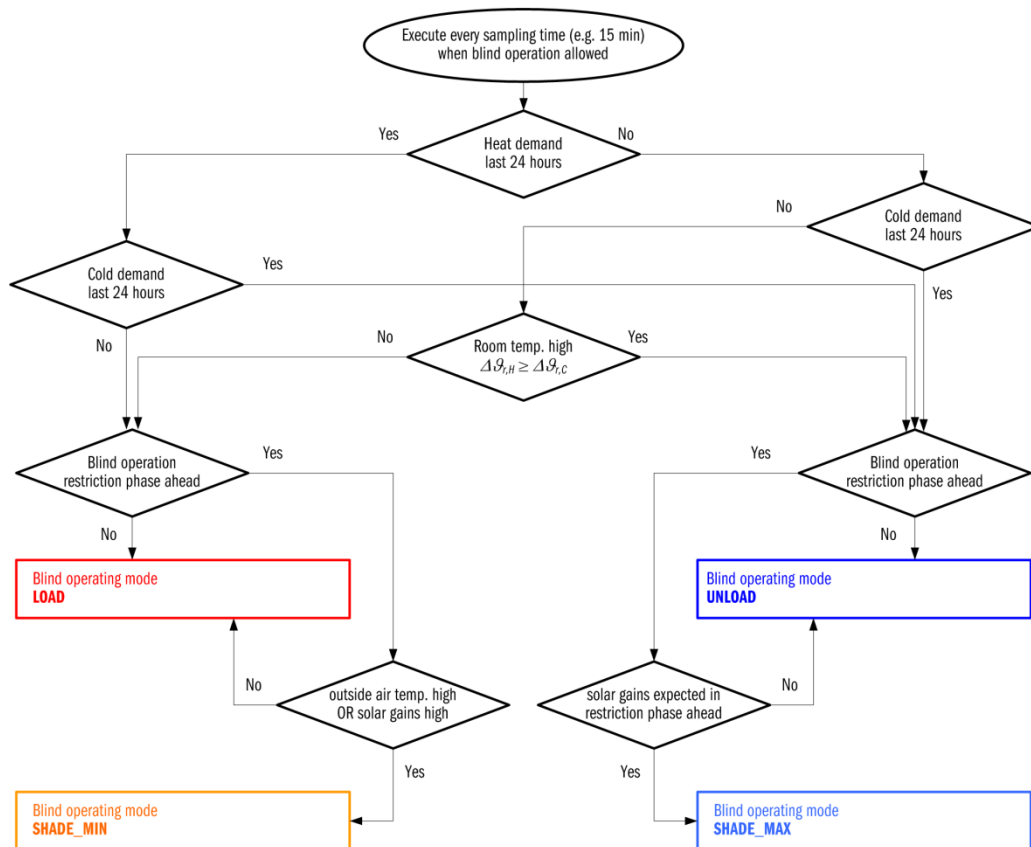 Execute every sampling time (e.g. 15 min)
when blind operation allowed
Yes
Heat demand
last 24 hours
No
No
Cold demand
last 24 hours
Cold demand
last 24 hours
Yes
Yes
No
No
Room temp. high
Δϑr,H ≥ Δϑr,C
Yes
Blind operation
restriction phase ahead
Yes
Yes
Blind operation
restriction phase ahead
No
No
Blind operating mode
LOAD
Blind operating mode
UNLOAD
No
outside air temp. high
OR solar gains high
solar gains expected in
restriction phase ahead
No
Yes
Yes
Blind operating mode
SHADE_MIN
Blind operating mode
SHADE_MAX